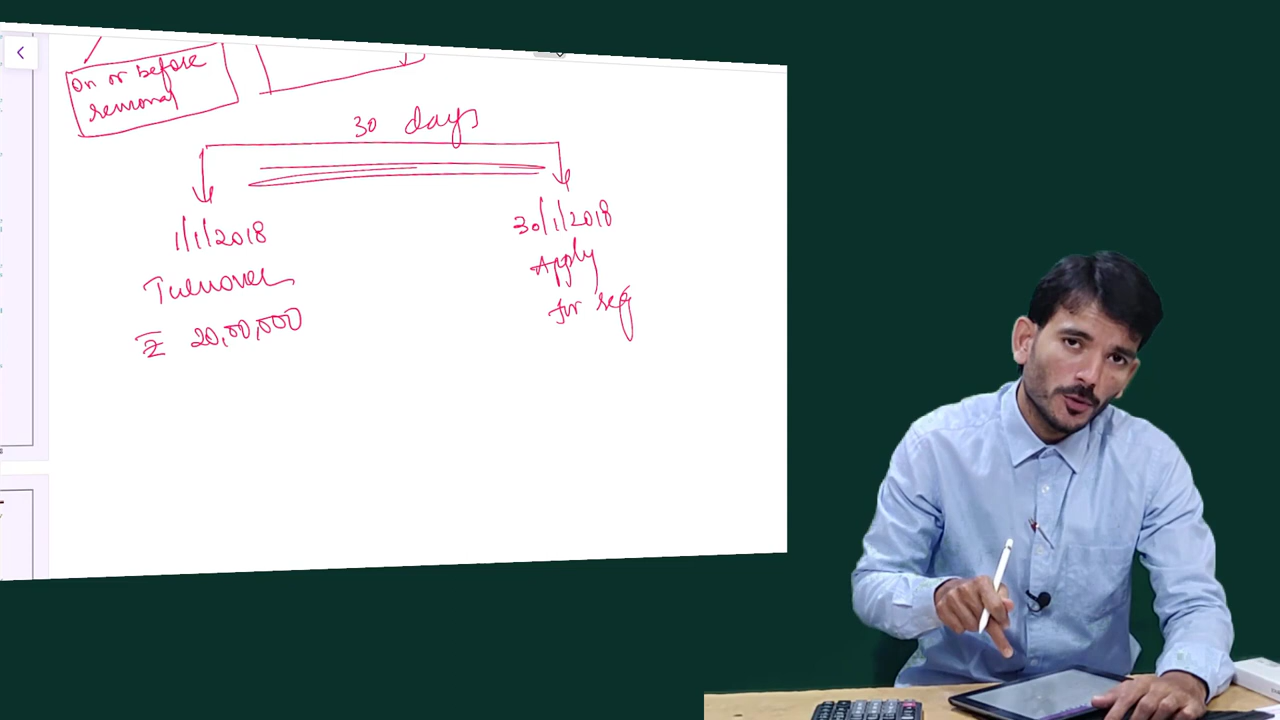 On or before
removal
30 days
1/1/2018
30/1/2018
Turnover
Apply
for reg
₹ 20,00,000